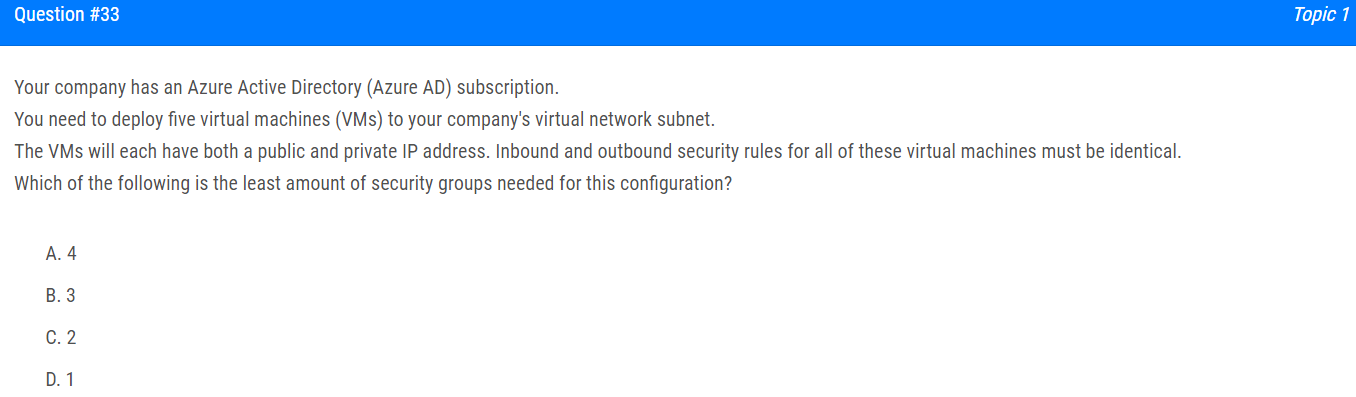 Question #33
Topic 1
Your company has an Azure Active Directory (Azure AD) subscription.
You need to deploy five virtual machines (VMs) to your company's virtual network subnet.
The VMs will each have both a public and private IP address. Inbound and outbound security rules for all of these virtual machines must be identical.
Which of the following is the least amount of security groups needed for this configuration?
A. 4
B. 3
C. 2
D. 1